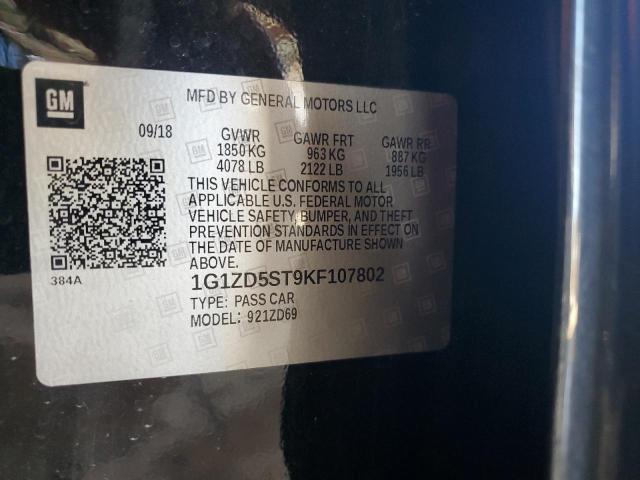 GM
MFD BY GENERAL MOTORS LLC
09/18 GVWR GAWR FRT GAWR RR
1850 KG 963 KG 887 KG
4078 LB 2122 LB 1956 LB
THIS VEHICLE CONFORMS TO ALL
APPLICABLE U.S. FEDERAL MOTOR
VEHICLE SAFETY, BUMPER, AND THEFT
PREVENTION STANDARDS IN EFFECT ON
THE DATE OF MANUFACTURE SHOWN
ABOVE.
384A
1G1ZD5ST9KF107802
TYPE: PASS CAR
MODEL: 921ZD69